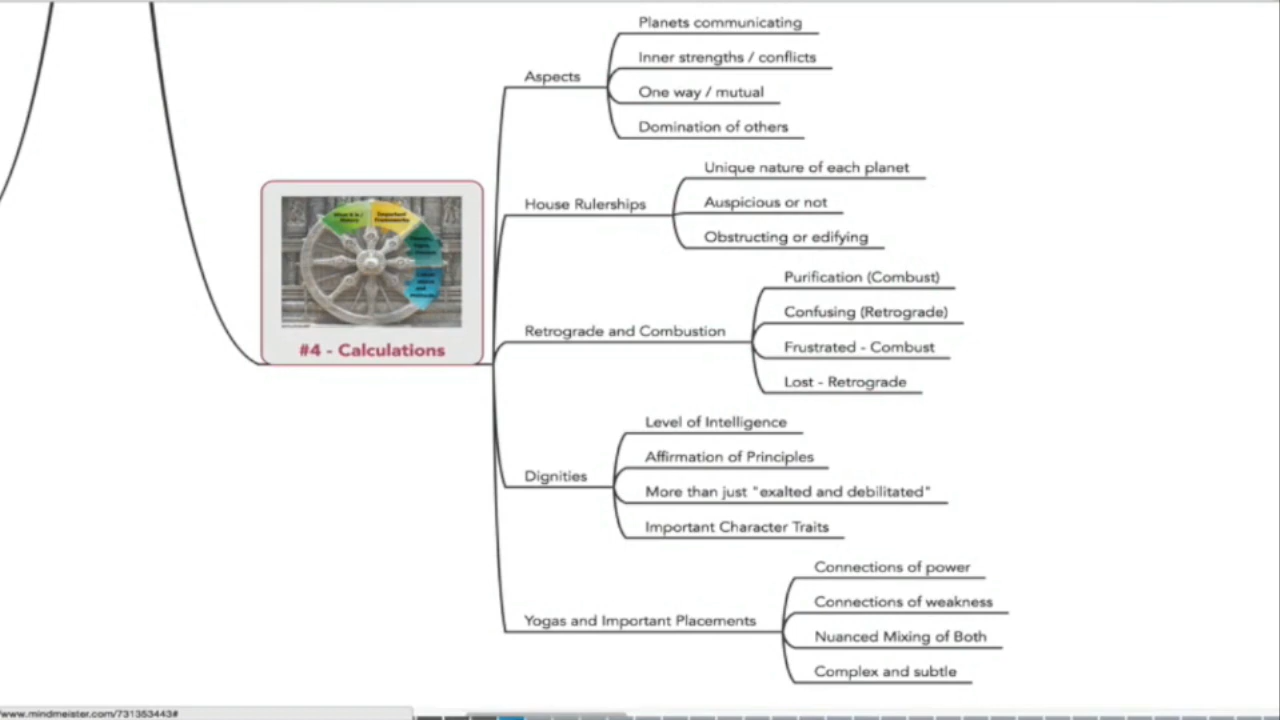 Planets communicating
Inner strengths / conflicts
Aspects
One way / mutual
Domination of others
Unique nature of each planet
House Rulerships
Auspicious or not
Obstructing or edifying
Purification (Combust)
Confusing (Retrograde)
Retrograde and Combustion
Frustrated - Combust
Lost - Retrograde
#4 - Calculations
Level of Intelligence
Affirmation of Principles
Dignities
More than just "exalted and debilitated"
Important Character Traits
Connections of power
Connections of weakness
Yogas and Important Placements
Nuanced Mixing of Both
Complex and subtle
www.mindmeister.com/731353443#